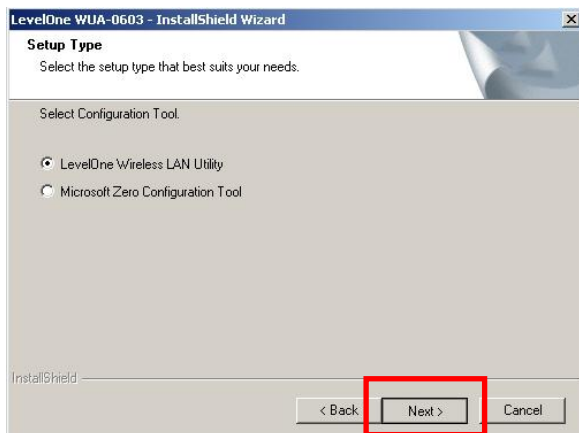 LevelOne WUA-0603 - InstallShield Wizard
Setup Type
Select the setup type that best suits your needs.
Select Configuration Tool.
LevelOne Wireless LAN Utility
Microsoft Zero Configuration Tool
InstallShield
< Back
Next >
Cancel